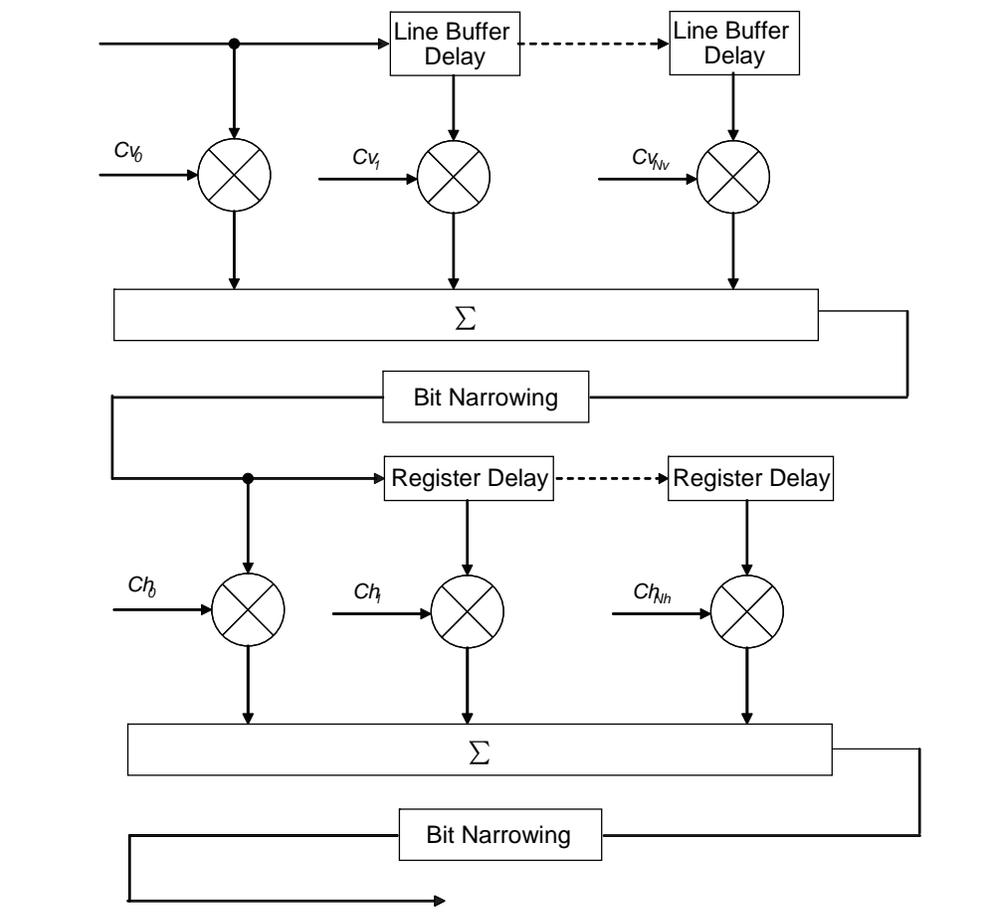 Line Buffer
Delay
Line Buffer
Delay
Cv0
Cv1
CvNv
Σ
Bit Narrowing
Register Delay
Register Delay
Ch0
Ch1
ChNh
Σ
Bit Narrowing